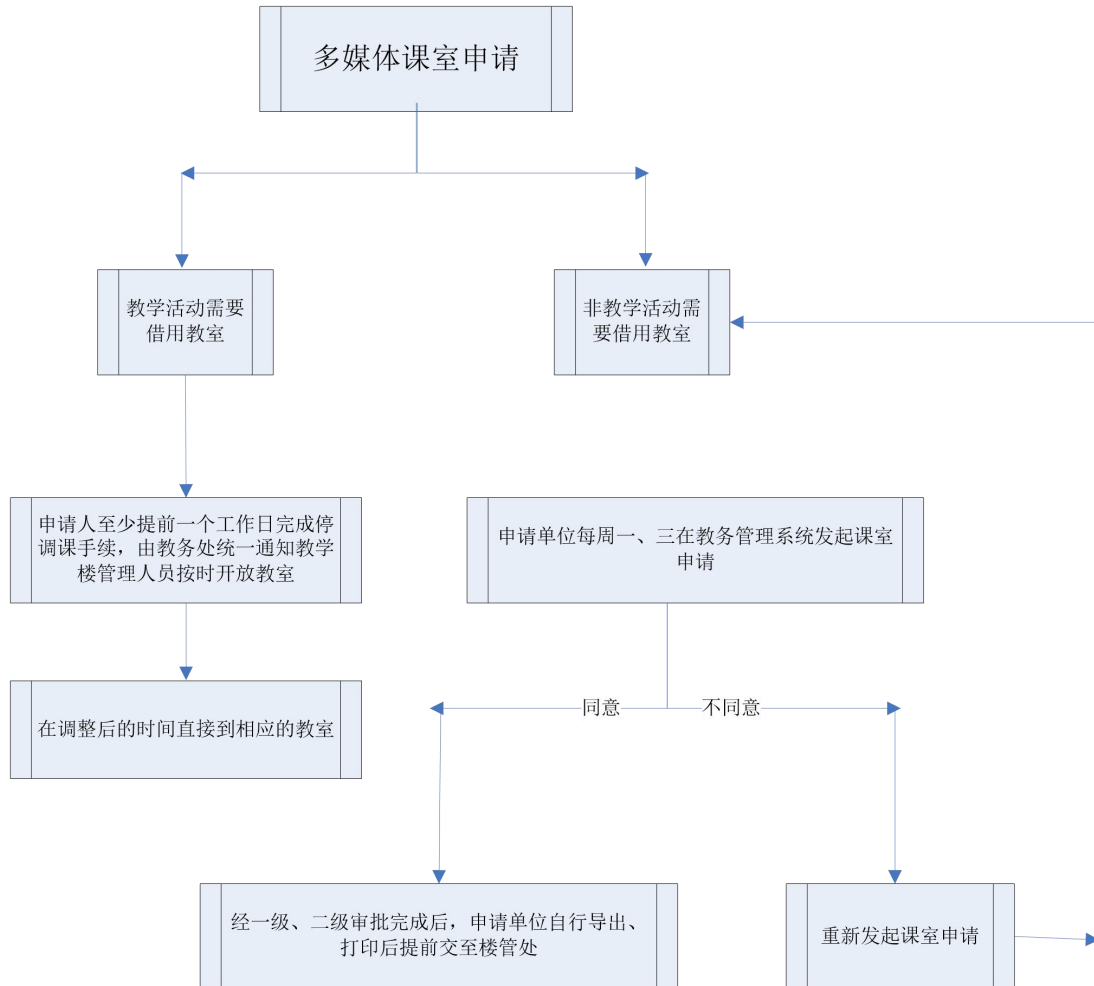 多媒体课室申请
教学活动需要
借用教室
非教学活动需
要借用教室
申请人至少提前一个工作日完成停
调课手续，由教务处统一通知教学
楼管理人员按时开放教室
申请单位每周一、三在教务管理系统发起课室
申请
在调整后的时间直接到相应的教室
同意
不同意
经一级、二级审批完成后，申请单位自行导出、
打印后提前交至楼管处
重新发起课室申请